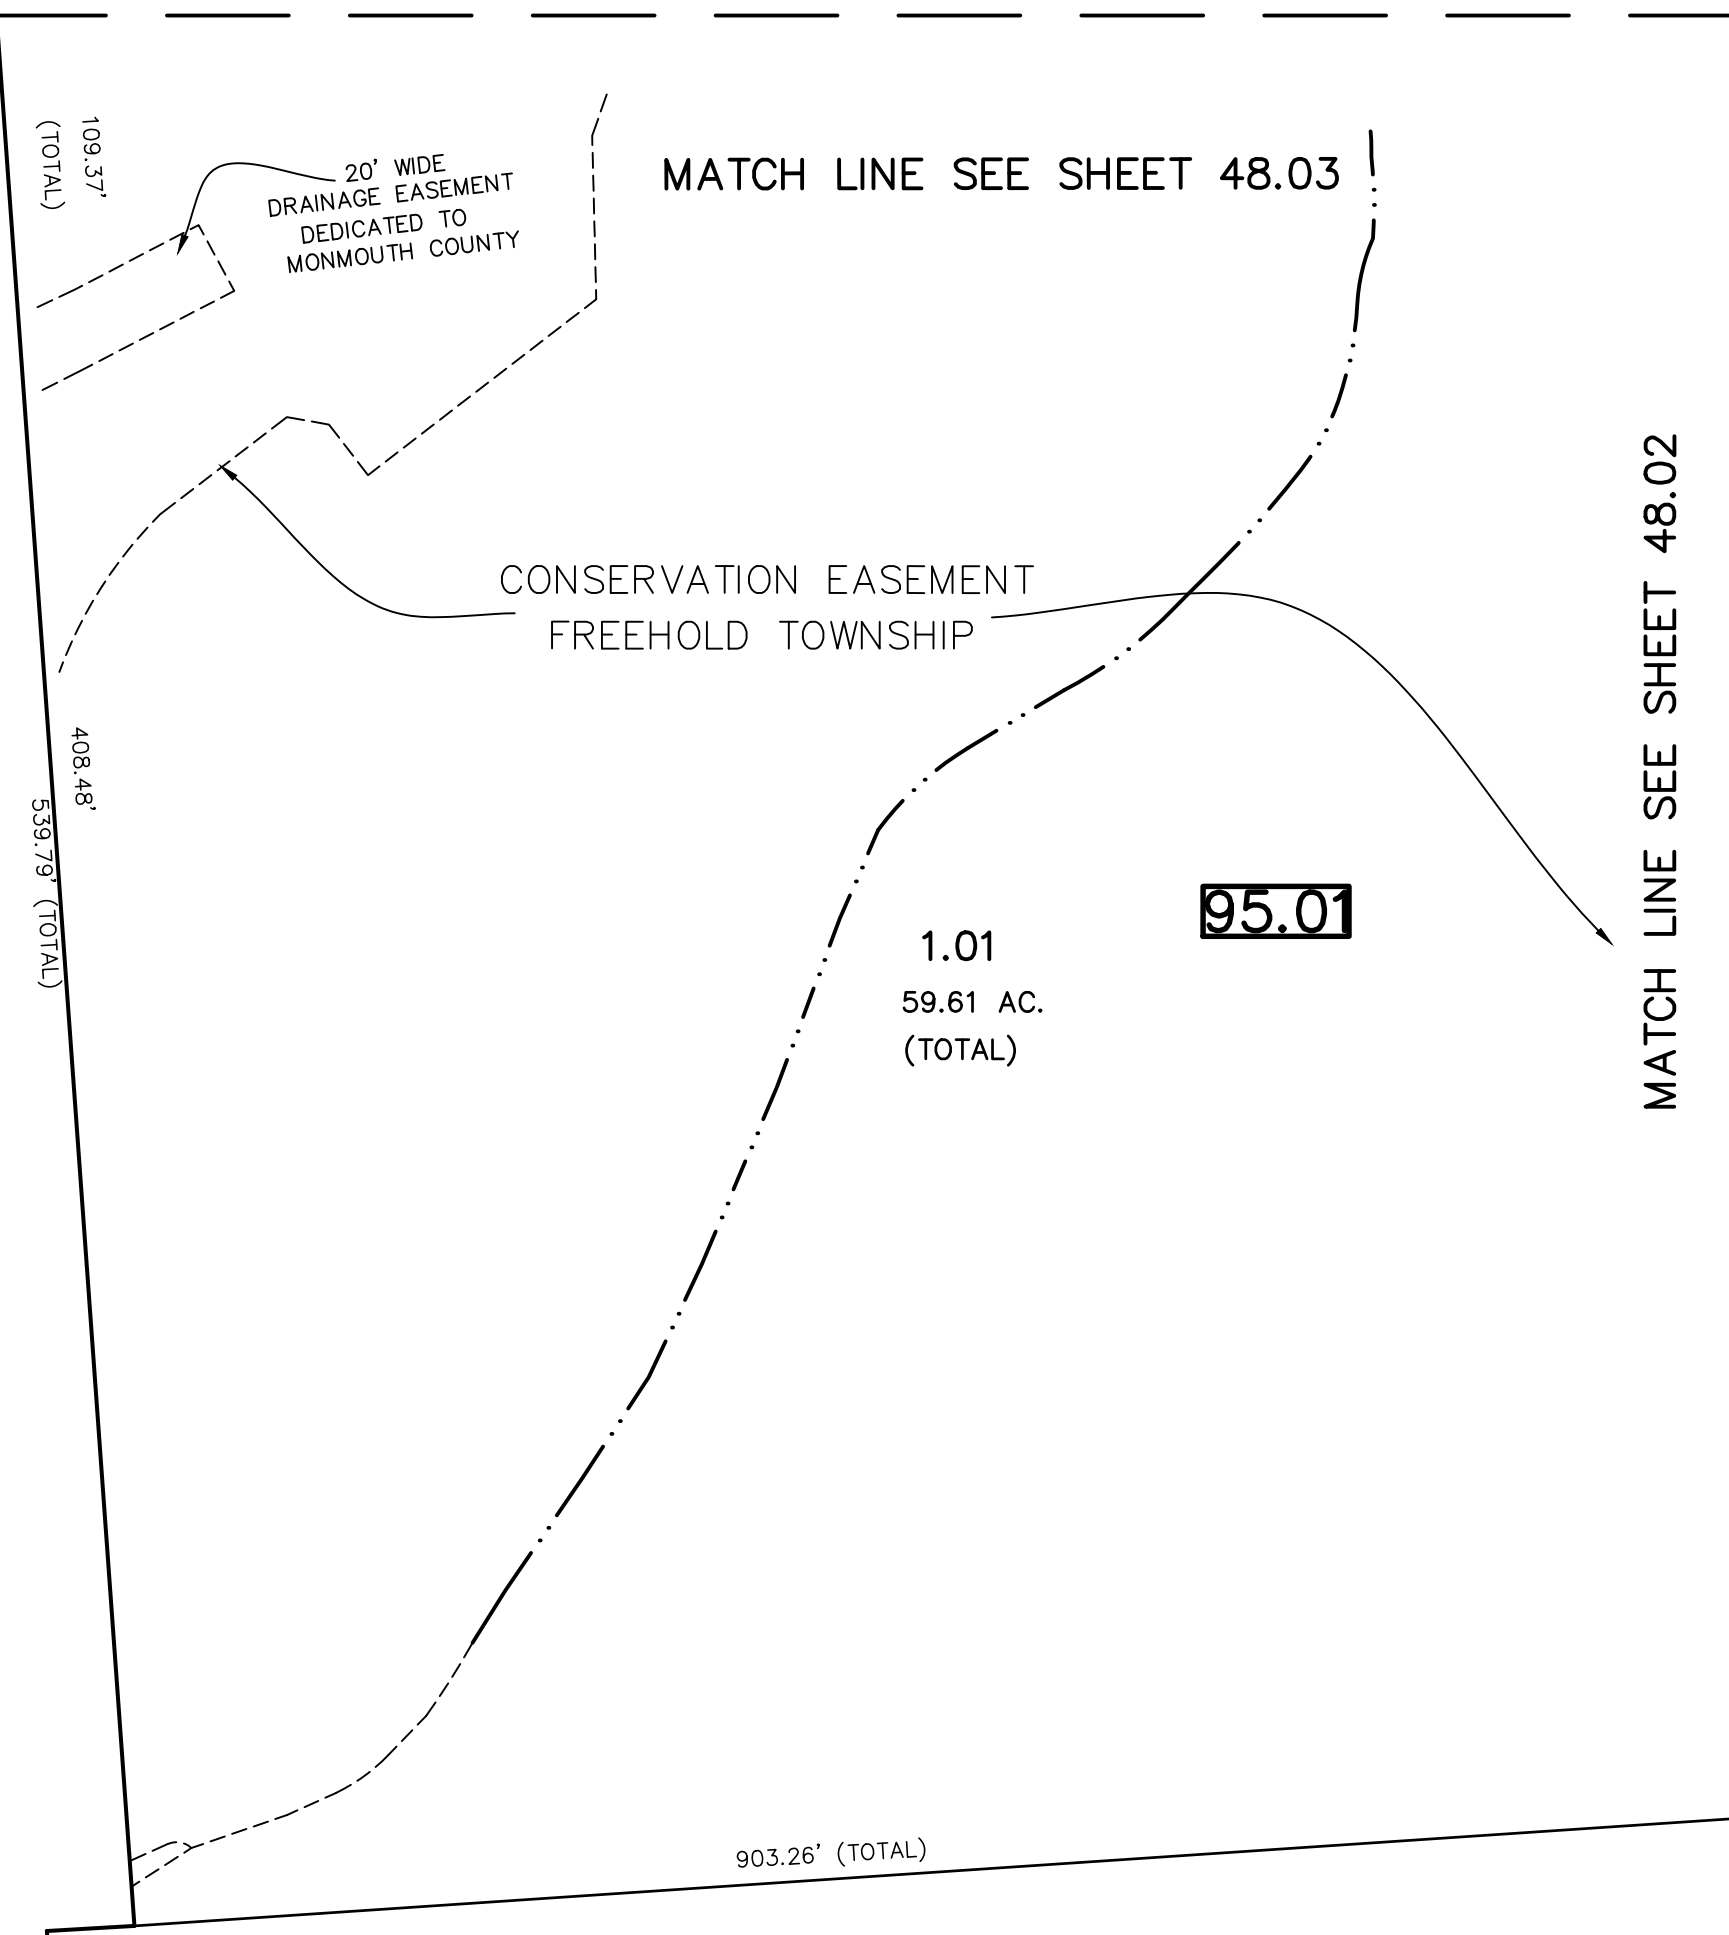 109.37'
(TOTAL)
20' WIDE
DRAINAGE EASEMENT
DEDICATED TO
MONMOUTH COUNTY
MATCH LINE SEE SHEET 48.03
CONSERVATION EASEMENT
FREEHOLD TOWNSHIP
MATCH LINE SEE SHEET 48.02
408.48'
539.79' (TOTAL)
95.01
1.01
59.61 AC.
(TOTAL)
903.26' (TOTAL)